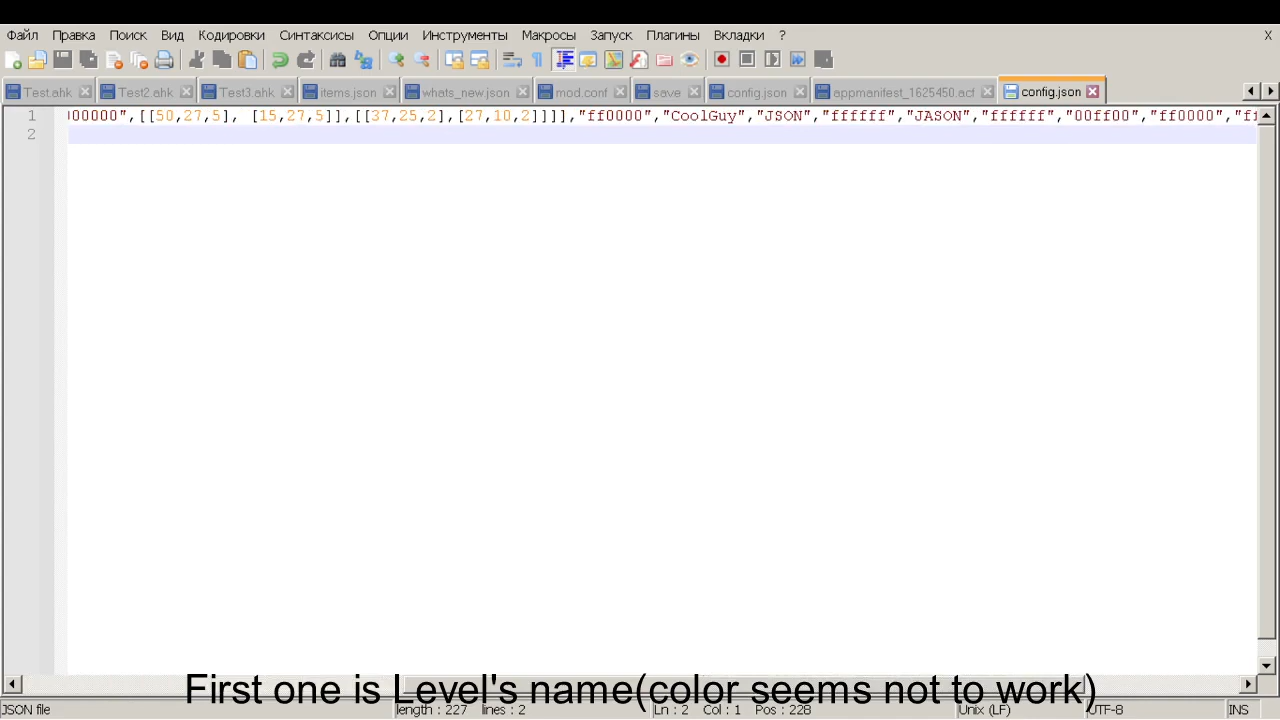 Файл Правка Поиск Вид Кодировки Синтаксисы Опции Инструменты Макросы Запуск Плагины Вкладки ? X
Test.ahk Test2.ahk Test3.ahk items.json whats_new.json mod.conf save config.json appmanifest_1625450.acf config.json
1 00000",[[50,27,5], [15,27,5]],[[37,25,2],[27,10,2]]]],"ff0000","CoolGuy","JSON","ffffff","JASON","ffffff","00ff00","ff0000","ff
2
First one is Level's name(color seems not to work)
JSON file length : 227 lines : 2 Ln : 2 Col : 1 Pos : 228 Unix (LF) UTF-8 INS